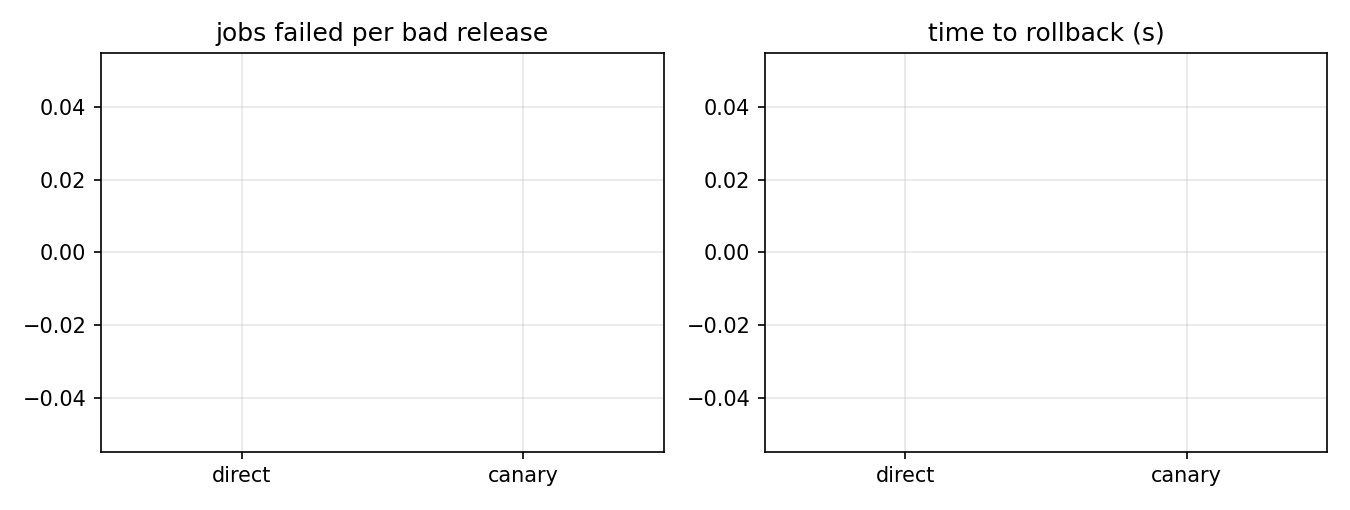 jobs failed per bad release
0.04
0.02
0.00
−0.02
−0.04
direct canary
time to rollback (s)
0.04
0.02
0.00
−0.02
−0.04
direct canary